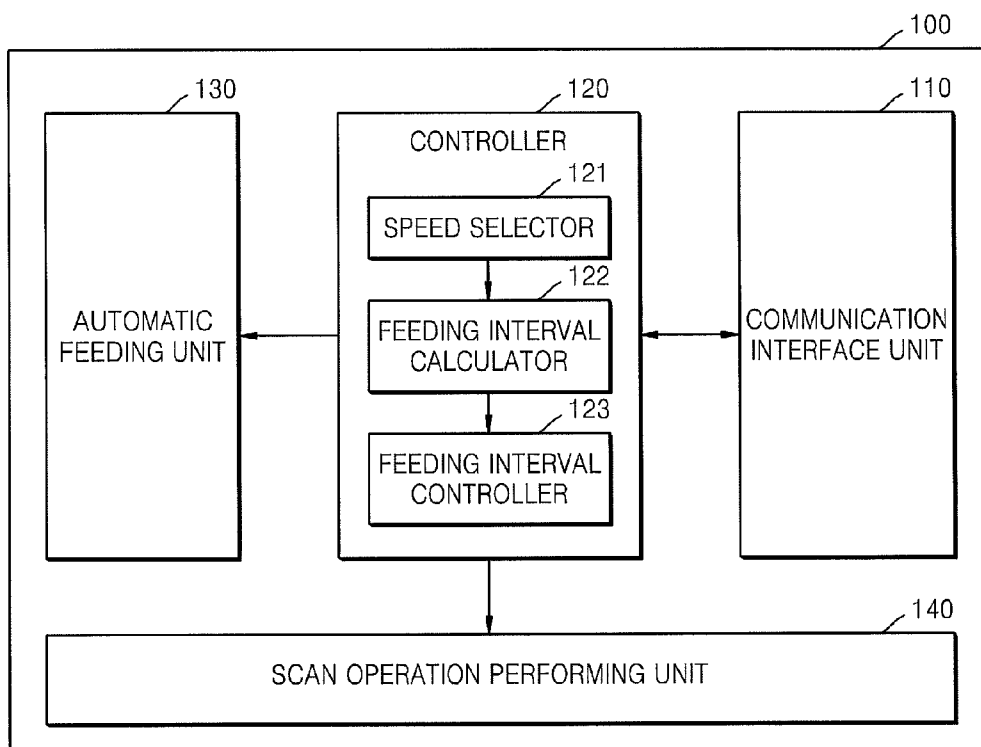 100
130
120
110
CONTROLLER
121
SPEED SELECTOR
122
FEEDING INTERVAL
CALCULATOR
123
FEEDING INTERVAL
CONTROLLER
AUTOMATIC
FEEDING UNIT
COMMUNICATION
INTERFACE UNIT
140
SCAN OPERATION PERFORMING UNIT